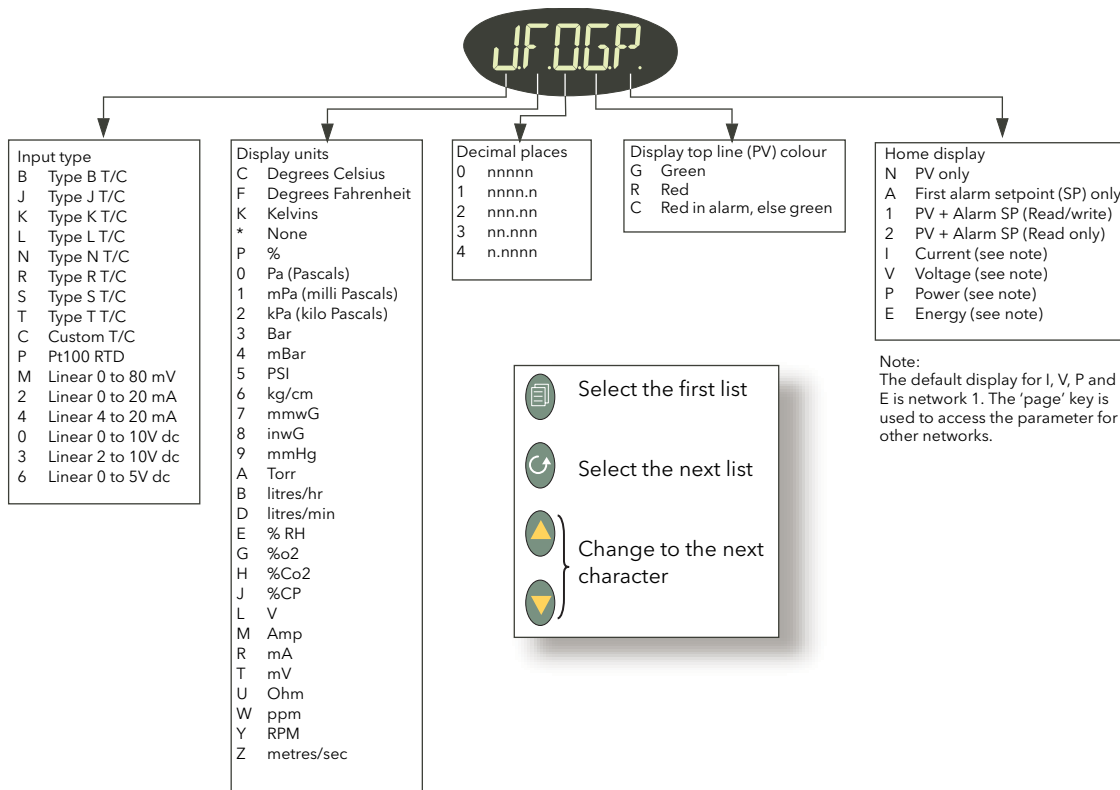 J.F.0.G.P.
Input type
B Type B T/C
J Type J T/C
K Type K T/C
L Type L T/C
N Type N T/C
R Type R T/C
S Type S T/C
T Type T T/C
C Custom T/C
P Pt100 RTD
M Linear 0 to 80 mV
2 Linear 0 to 20 mA
4 Linear 4 to 20 mA
0 Linear 0 to 10V dc
3 Linear 2 to 10V dc
6 Linear 0 to 5V dc
Display units
C Degrees Celsius
F Degrees Fahrenheit
K Kelvins
* None
P %
0 Pa (Pascals)
1 mPa (milli Pascals)
2 kPa (kilo Pascals)
3 Bar
4 mBar
5 PSI
6 kg/cm
7 mmwG
8 inwG
9 mmHg
A Torr
B litres/hr
D litres/min
E % RH
G %o2
H %Co2
J %CP
L V
M Amp
R mA
T mV
U Ohm
W ppm
Y RPM
Z metres/sec
Decimal places
0 nnnnn
1 nnnn.n
2 nnn.nn
3 nn.nnn
4 n.nnnn
Display top line (PV) colour
G Green
R Red
C Red in alarm, else green
Home display
N PV only
A First alarm setpoint (SP) only
1 PV + Alarm SP (Read/write)
2 PV + Alarm SP (Read only)
I Current (see note)
V Voltage (see note)
P Power (see note)
E Energy (see note)
Note:
The default display for I, V, P and
E is network 1. The ‘page’ key is
used to access the parameter for
other networks.
Select the first list
Select the next list
Change to the next
character